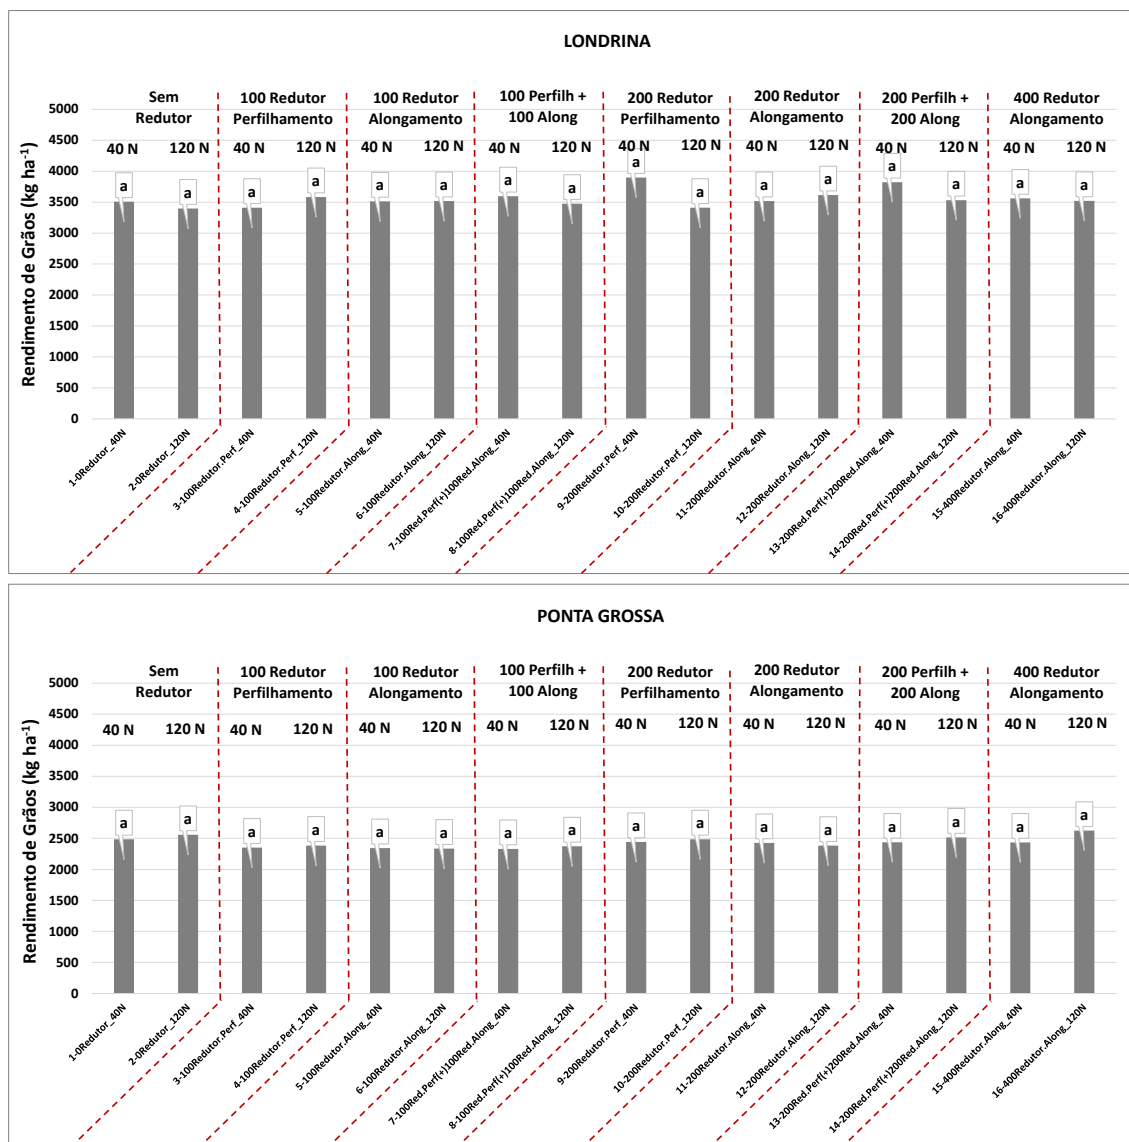 LONDRINA
Sem
Redutor
100 Redutor
Perfilhamento
100 Redutor
Alongamento
100 Perfilh +
100 Along
200 Redutor
Perfilhamento
200 Redutor
Alongamento
200 Perfilh +
200 Along
400 Redutor
Alongamento
40 N 120 N 40 N 120 N 40 N 120 N 40 N 120 N 40 N 120 N 40 N 120 N 40 N 120 N 40 N 120 N
Rendimento de Grãos (kg ha⁻¹)
5000
4500
4000
3500
3000
2500
2000
1500
1000
500
0
a a a a a a a a a a a a a a a a
1-0Redutor_40N
2-0Redutor_120N
3-100Redutor.Perf_40N
4-100Redutor.Perf_120N
5-100Redutor.Along_40N
6-100Redutor.Along_120N
7-100Red.Perf(+)100Red.Along_40N
8-100Red.Perf(+)100Red.Along_120N
9-200Redutor.Perf_40N
10-200Redutor.Perf_120N
11-200Redutor.Along_40N
12-200Redutor.Along_120N
13-200Red.Perf(+)200Red.Along_40N
14-200Red.Perf(+)200Red.Along_120N
15-400Redutor.Along_40N
16-400Redutor.Along_120N
PONTA GROSSA
Sem
Redutor
100 Redutor
Perfilhamento
100 Redutor
Alongamento
100 Perfilh +
100 Along
200 Redutor
Perfilhamento
200 Redutor
Alongamento
200 Perfilh +
200 Along
400 Redutor
Alongamento
40 N 120 N 40 N 120 N 40 N 120 N 40 N 120 N 40 N 120 N 40 N 120 N 40 N 120 N 40 N 120 N
Rendimento de Grãos (kg ha⁻¹)
5000
4500
4000
3500
3000
2500
2000
1500
1000
500
0
a a a a a a a a a a a a a a a a
1-0Redutor_40N
2-0Redutor_120N
3-100Redutor.Perf_40N
4-100Redutor.Perf_120N
5-100Redutor.Along_40N
6-100Redutor.Along_120N
7-100Red.Perf(+)100Red.Along_40N
8-100Red.Perf(+)100Red.Along_120N
9-200Redutor.Perf_40N
10-200Redutor.Perf_120N
11-200Redutor.Along_40N
12-200Redutor.Along_120N
13-200Red.Perf(+)200Red.Along_40N
14-200Red.Perf(+)200Red.Along_120N
15-400Redutor.Along_40N
16-400Redutor.Along_120N